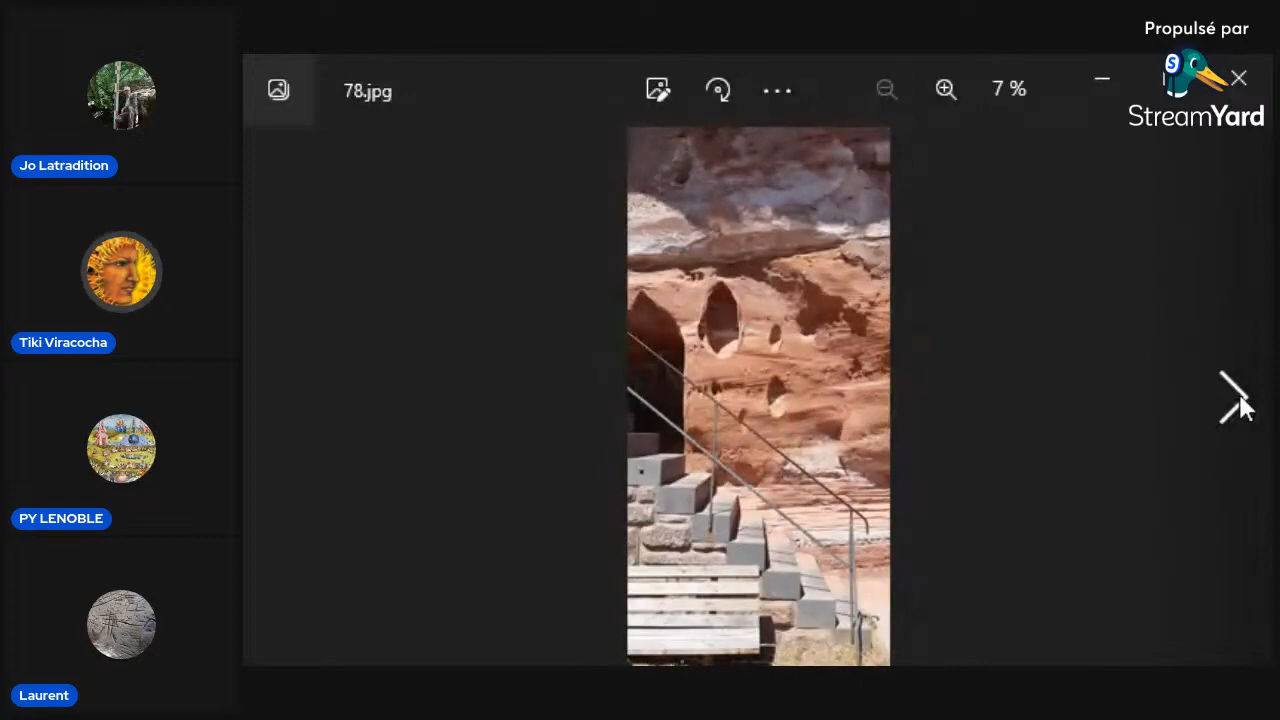 Propulsé par
StreamYard
78.jpg
7 %
Jo Latradition
Tiki Viracocha
PY LENOBLE
Laurent